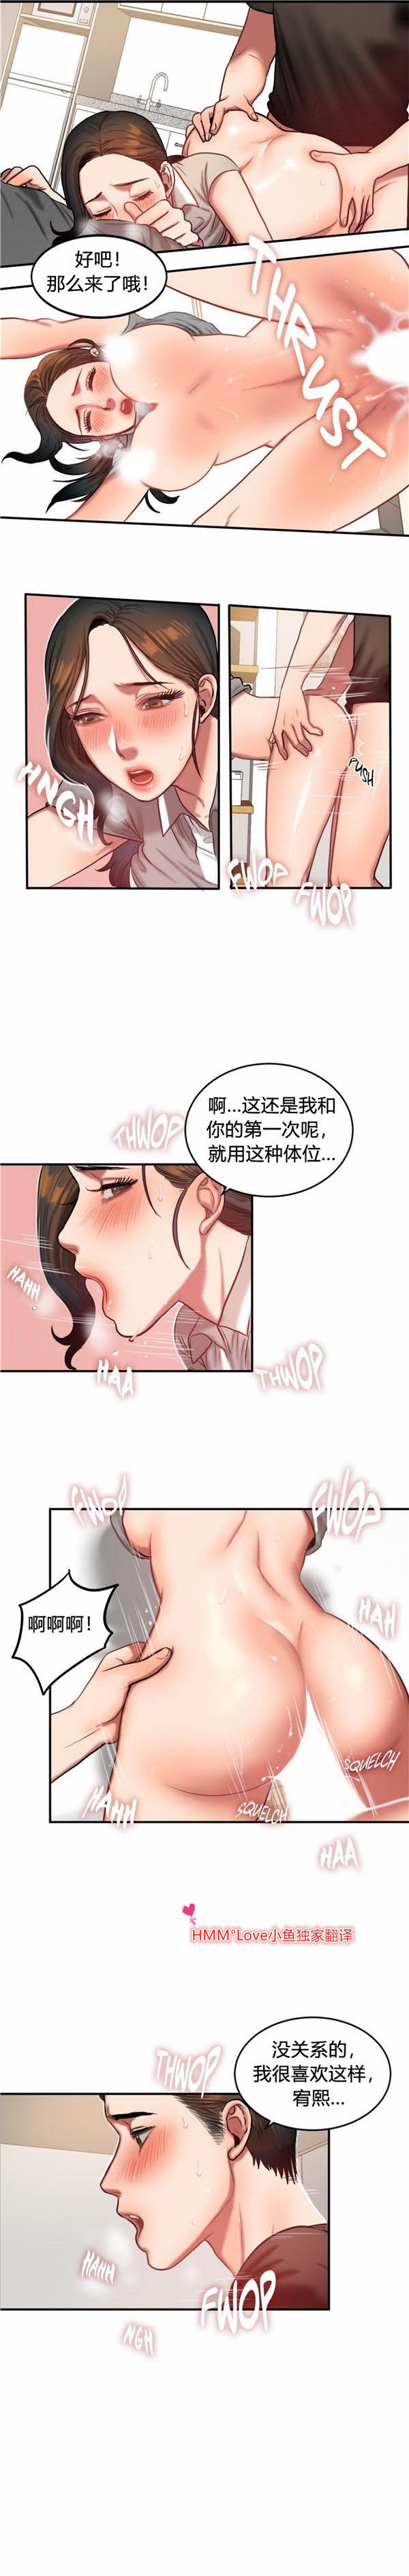 好吧！
那么来了哦！
THRUST
HNGH
PUSH
FWOP
FWOP
啊…这还是我和
你的第一次呢，
就用这种体位…
THWOP
HAHH
HAA
THWOP
FWOP
FWOP
啊啊啊！
HAH
SQUELCH
SQUELCH
HAHH
HAA
HMM°Love小鱼独家翻译
没关系的，
我很喜欢这样，
宥熙…
THWOP
HAHH
FWOP
NGH